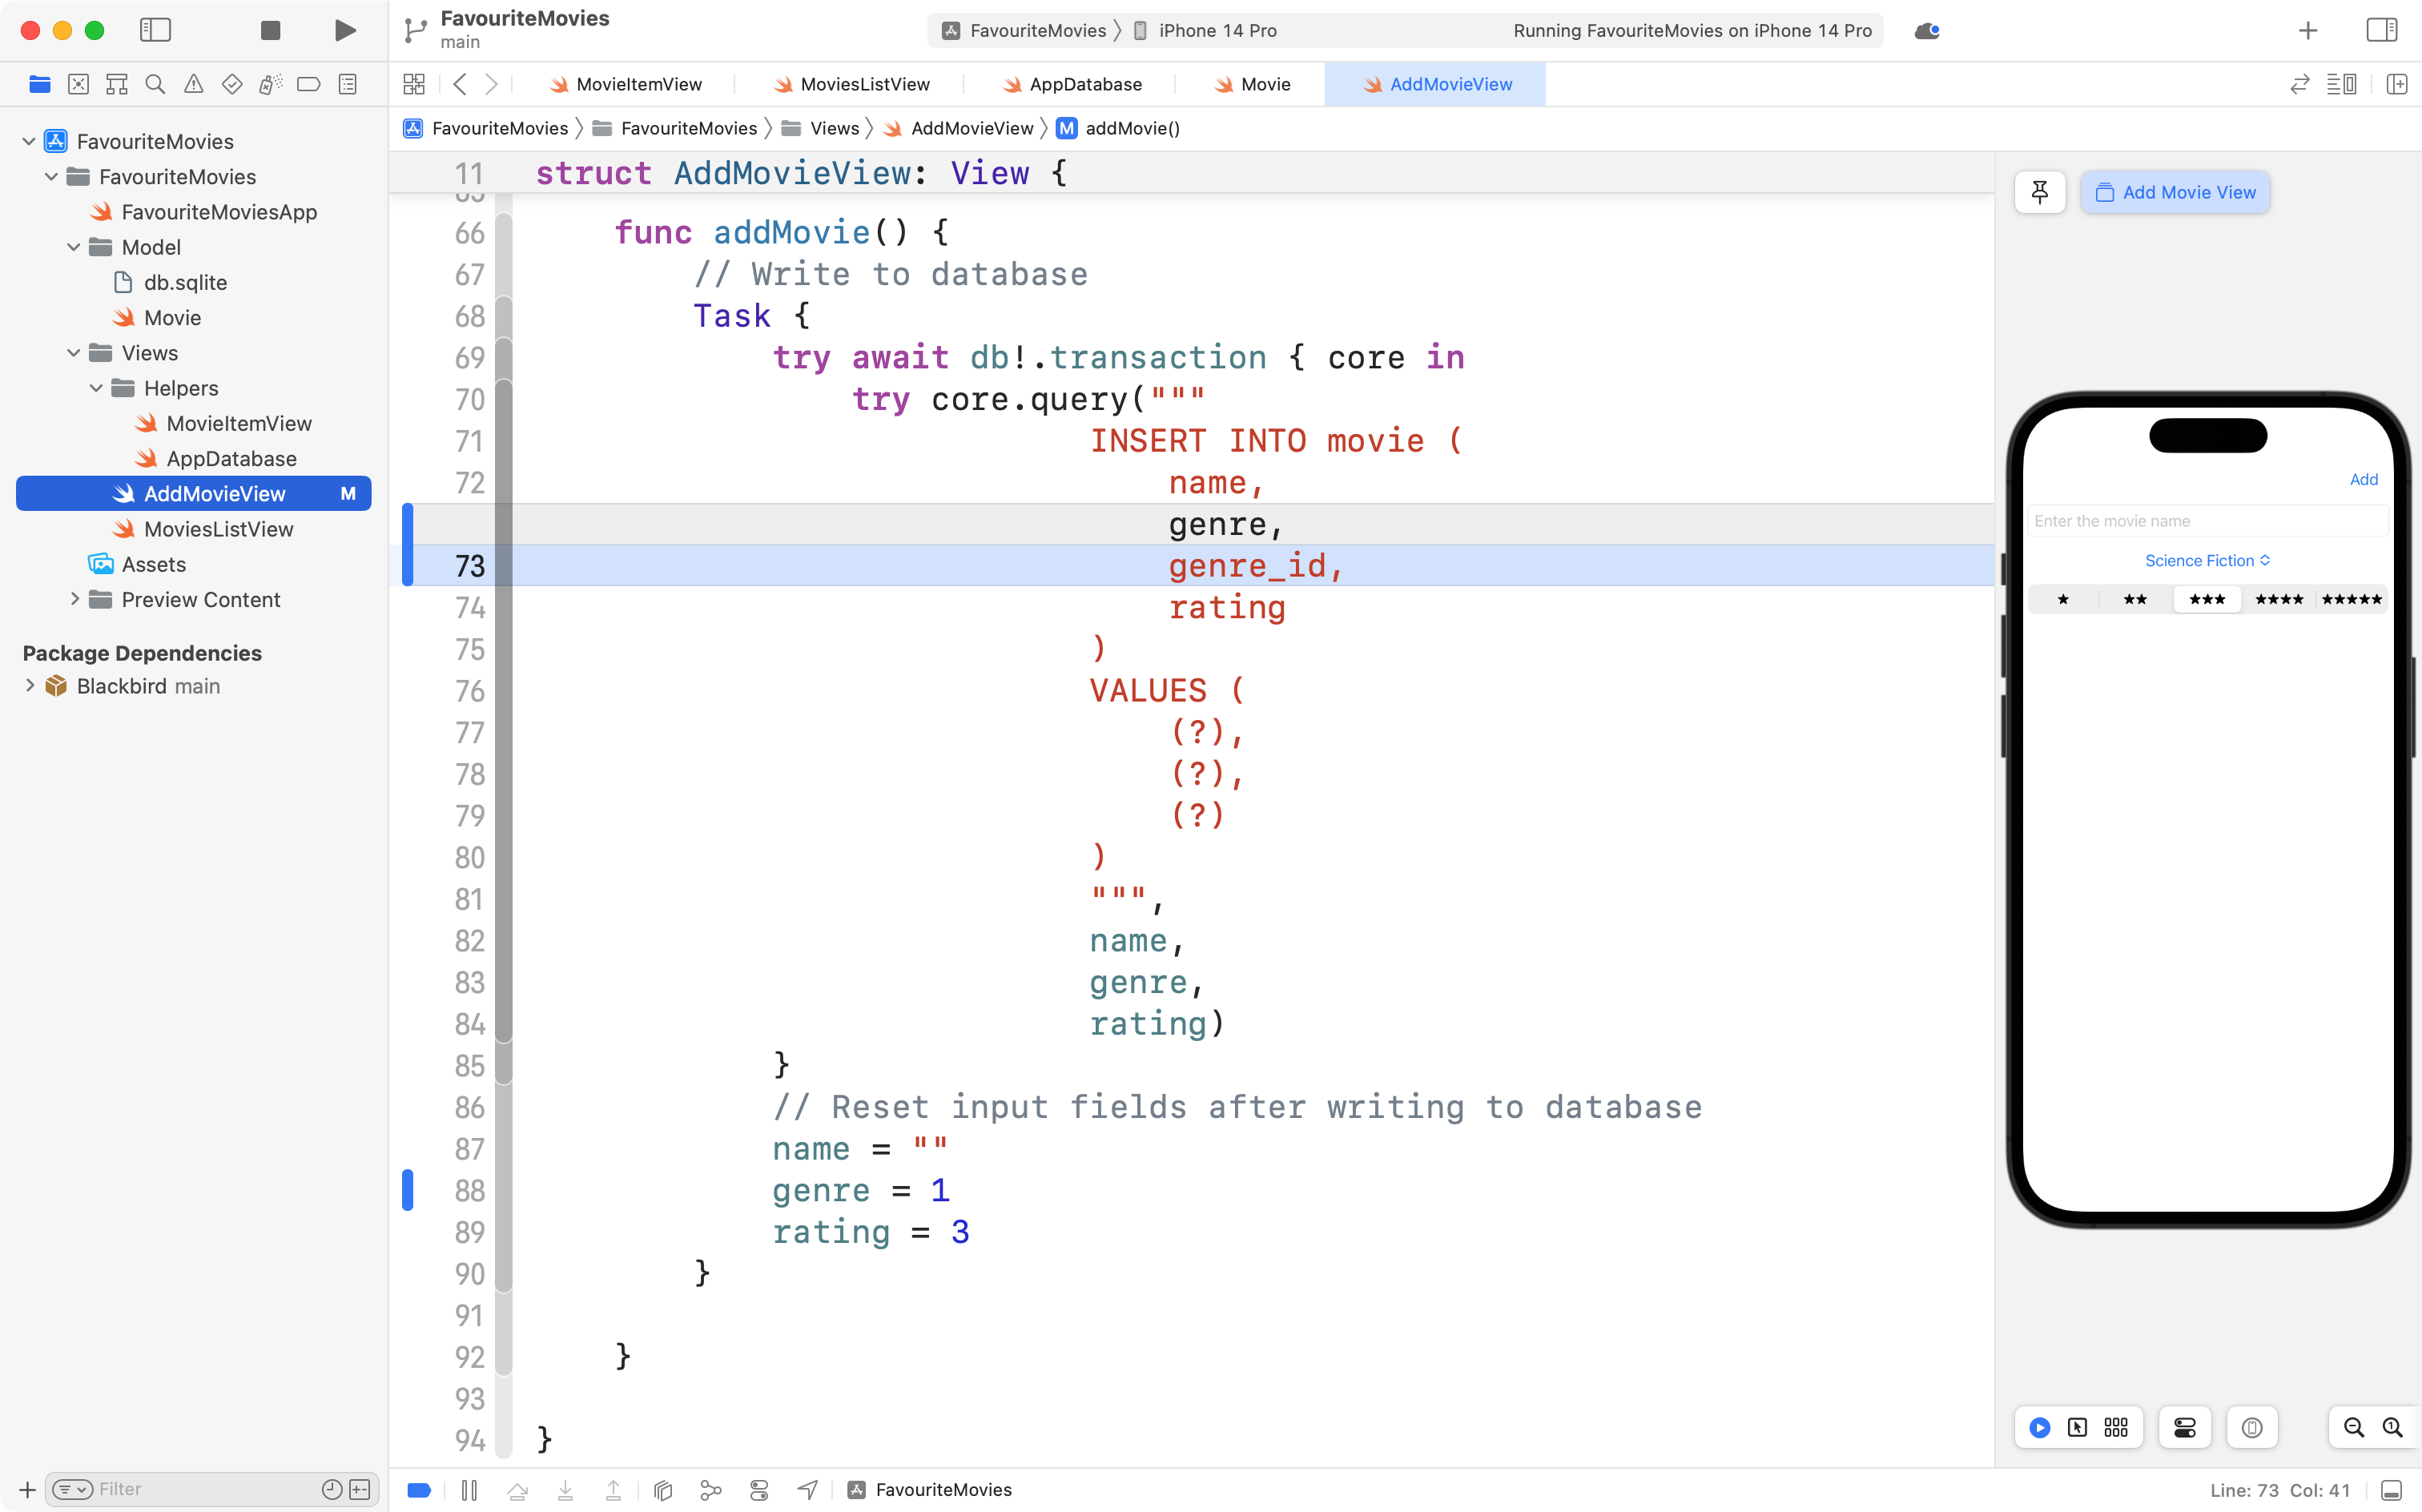 FavouriteMovies
main
FavouriteMovies iPhone 14 Pro Running FavouriteMovies on iPhone 14 Pro
MovieItemView MoviesListView AppDatabase Movie AddMovieView
FavouriteMovies FavouriteMovies Views AddMovieView M addMovie()
FavouriteMovies
FavouriteMovies
FavouriteMoviesApp
Model
db.sqlite
Movie
Views
Helpers
MovieItemView
AppDatabase
AddMovieView M
MoviesListView
Assets
Preview Content
Package Dependencies
Blackbird main
Filter
11 struct AddMovieView: View {
66 func addMovie() {
67 // Write to database
68 Task {
69 try await db!.transaction { core in
70 try core.query("""
71 INSERT INTO movie (
72 name,
genre,
73 genre_id,
74 rating
75 )
76 VALUES (
77 (?),
78 (?),
79 (?)
80 )
81 """,
82 name,
83 genre,
84 rating)
85 }
86 // Reset input fields after writing to database
87 name = ""
88 genre = 1
89 rating = 3
90 }
91
92 }
93
94 }
Add Movie View
Add
Enter the movie name
Science Fiction
★ ★★ ★★★ ★★★★ ★★★★★
FavouriteMovies
Line: 73 Col: 41